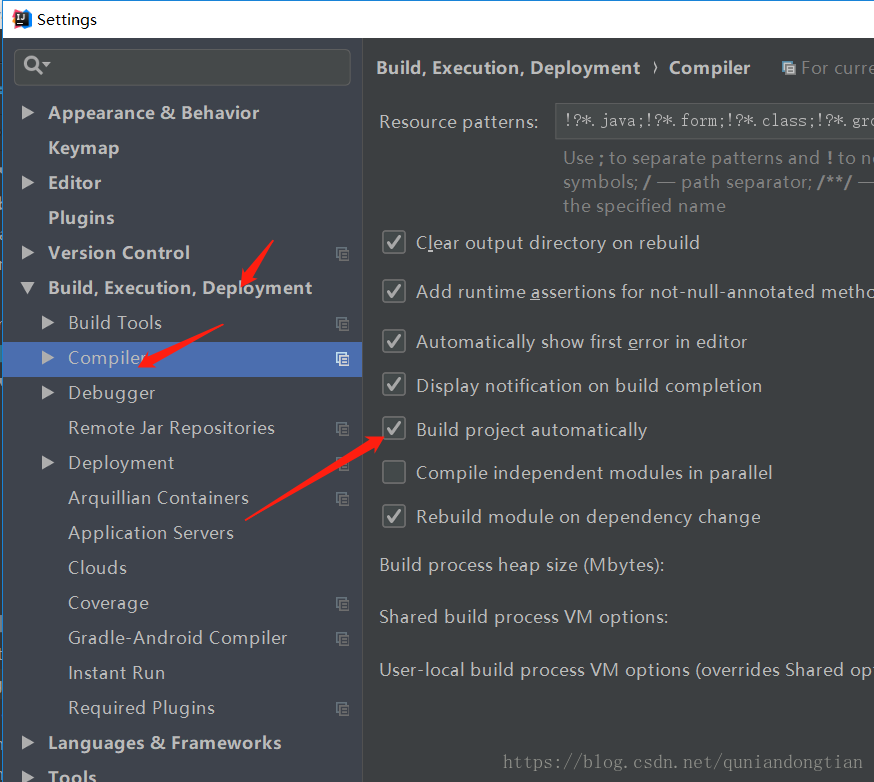 Settings
Appearance & Behavior
Keymap
Editor
Plugins
Version Control
Build, Execution, Deployment
Build Tools
Compiler
Debugger
Remote Jar Repositories
Deployment
Arquillian Containers
Application Servers
Clouds
Coverage
Gradle-Android Compiler
Instant Run
Required Plugins
Languages & Frameworks
Tools
Build, Execution, Deployment › Compiler For curre
Resource patterns: !?*.java;!?*.form;!?*.class;!?*.gro
Use ; to separate patterns and ! to ne
symbols; / — path separator; /**/ —
the specified name
Clear output directory on rebuild
Add runtime assertions for not-null-annotated metho
Automatically show first error in editor
Display notification on build completion
Build project automatically
Compile independent modules in parallel
Rebuild module on dependency change
Build process heap size (Mbytes):
Shared build process VM options:
User-local build process VM options (overrides Shared op
https://blog.csdn.net/quniandongtian